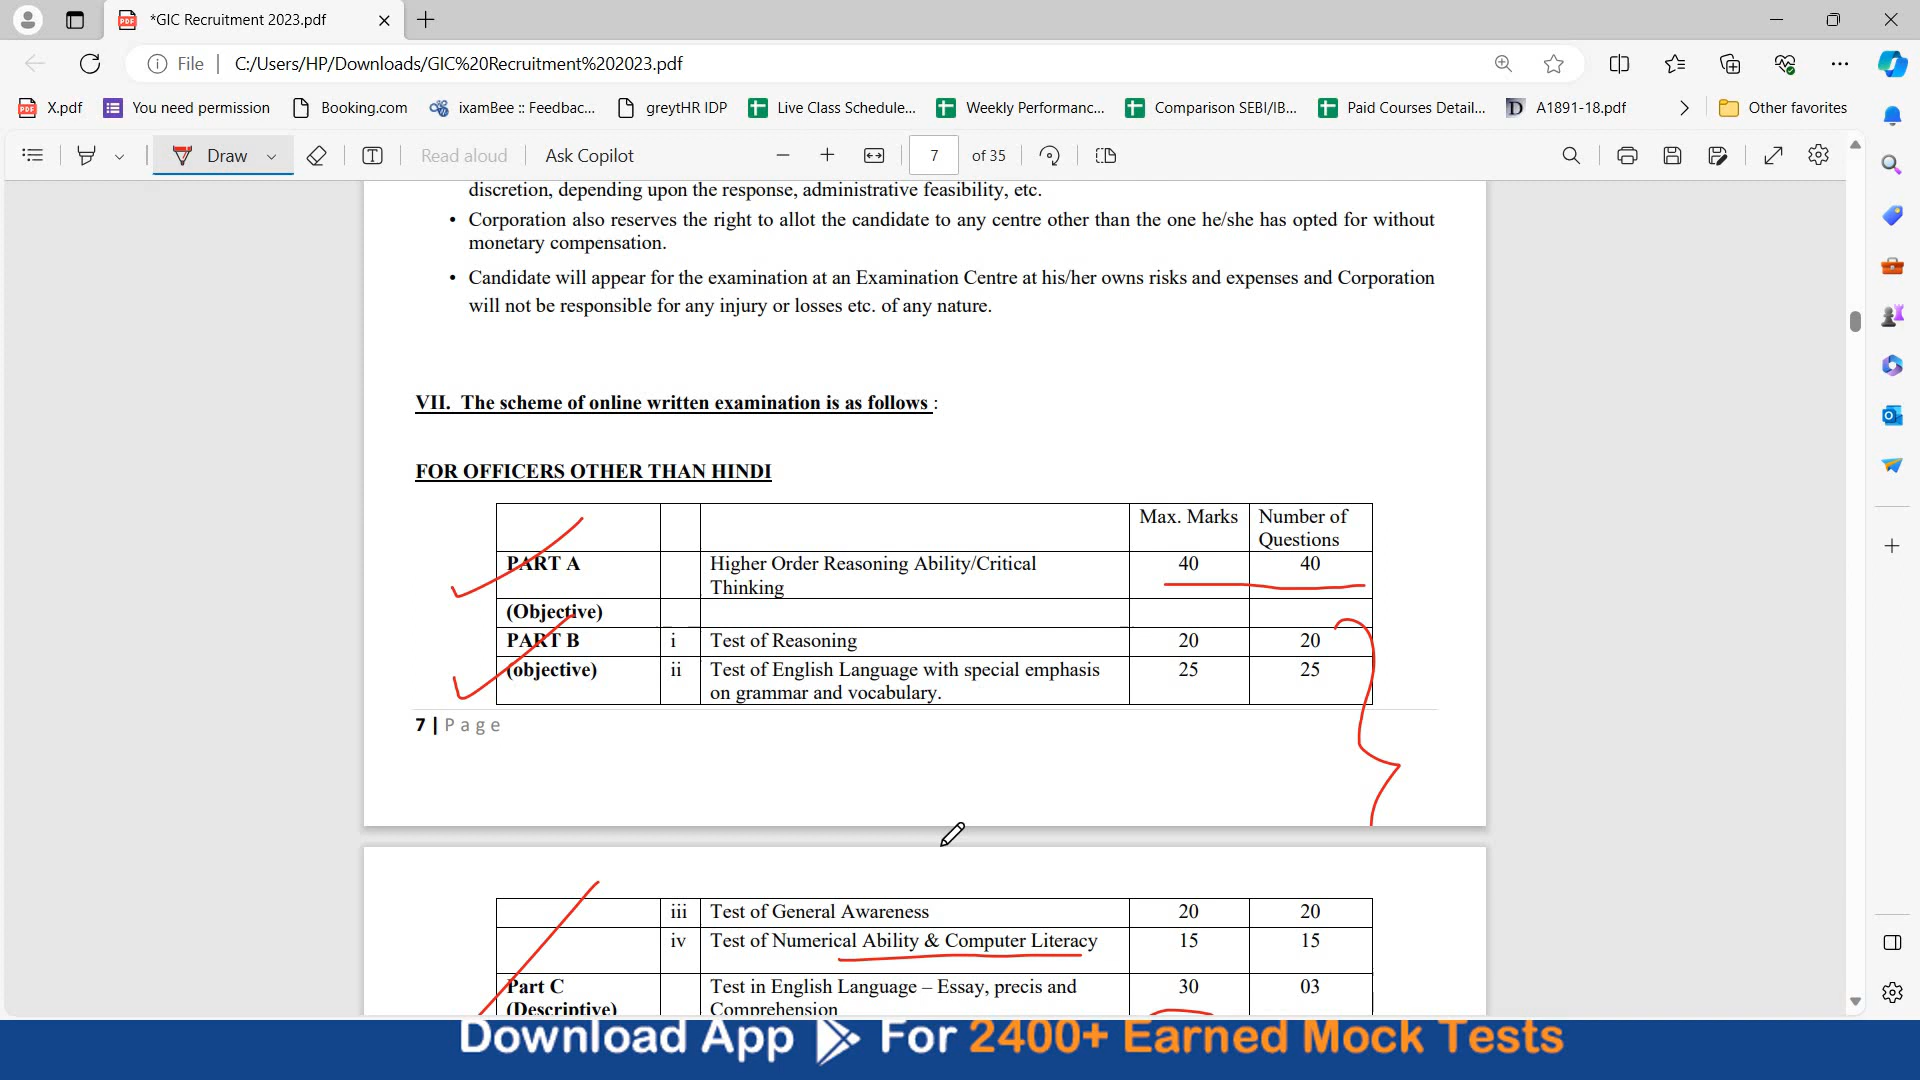 *GIC Recruitment 2023.pdf
File C:/Users/HP/Downloads/GIC%20Recruitment%202023.pdf
X.pdf You need permission Booking.com ixamBee :: Feedbac... greytHR IDP Live Class Schedule... Weekly Performanc... Comparison SEBI/IB... Paid Courses Detail... A1891-18.pdf Other favorites
Draw Read aloud Ask Copilot 7 of 35
discretion, depending upon the response, administrative feasibility, etc.
• Corporation also reserves the right to allot the candidate to any centre other than the one he/she has opted for without
monetary compensation.
• Candidate will appear for the examination at an Examination Centre at his/her owns risks and expenses and Corporation
will not be responsible for any injury or losses etc. of any nature.
VII. The scheme of online written examination is as follows :
FOR OFFICERS OTHER THAN HINDI
Max. Marks Number of
Questions
PART A Higher Order Reasoning Ability/Critical 40 40
Thinking
(Objective)
PART B i Test of Reasoning 20 20
(objective) ii Test of English Language with special emphasis 25 25
on grammar and vocabulary.
7 | Page
iii Test of General Awareness 20 20
iv Test of Numerical Ability & Computer Literacy 15 15
Part C Test in English Language – Essay, precis and 30 03
(Descriptive) Comprehension
Download App For 2400+ Earned Mock Tests